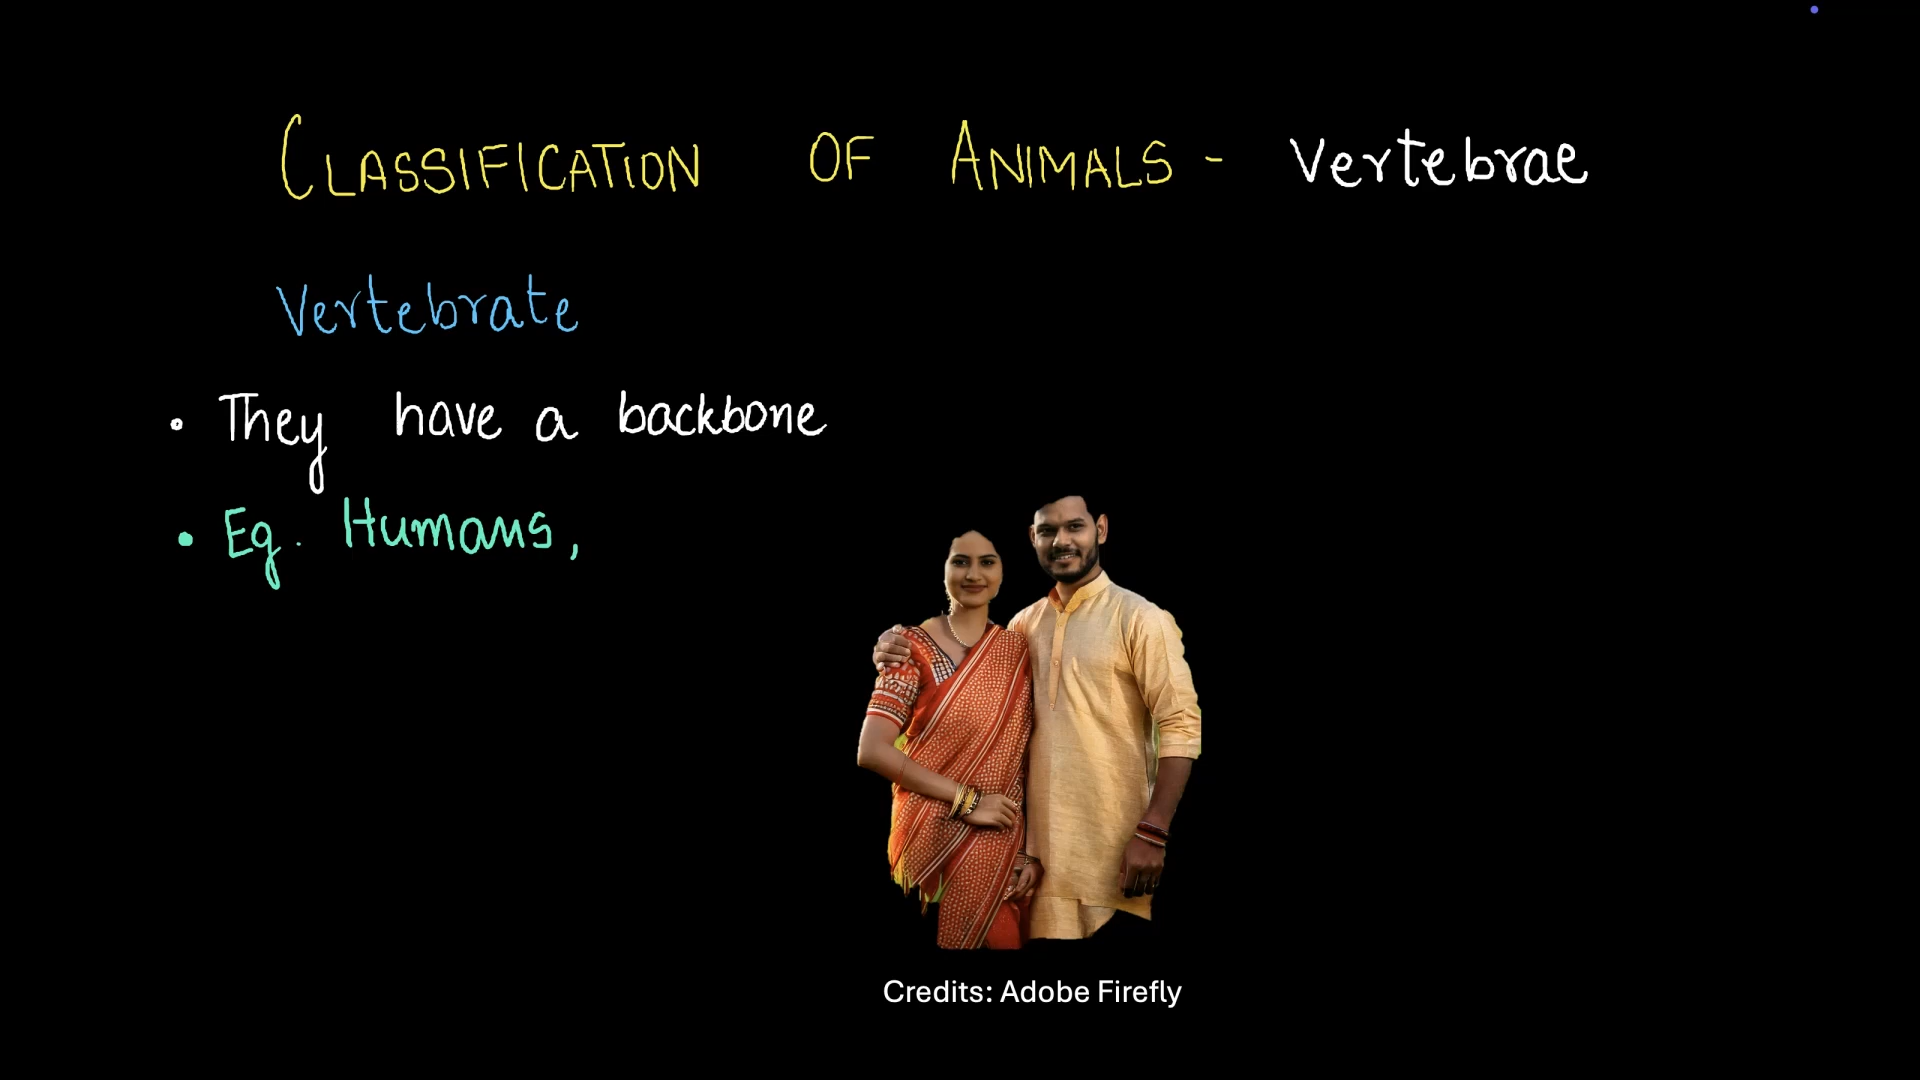 CLASSIFICATION OF ANIMALS - Vertebrae
Vertebrate
• They have a backbone
• Eg. Humans,
Credits: Adobe Firefly